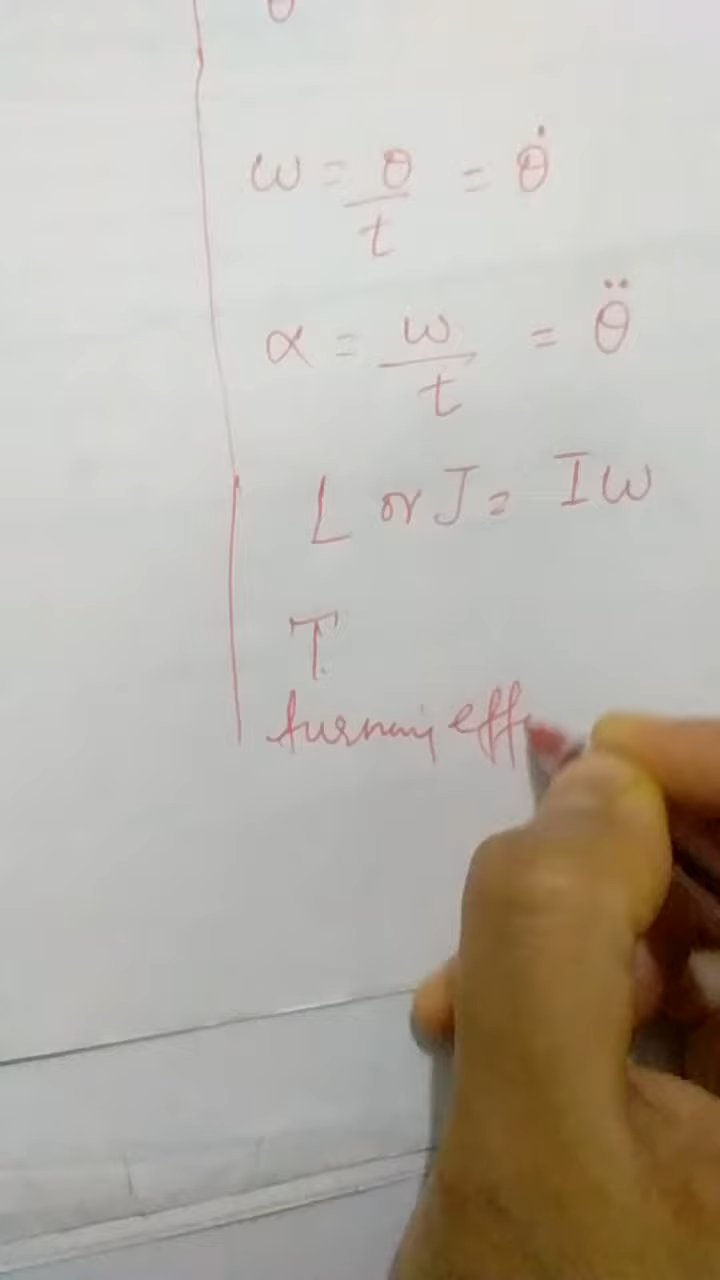 θ
ω = θ/t = θ̇
α = ω/t = θ̈
L or J = Iω
T
turning eff